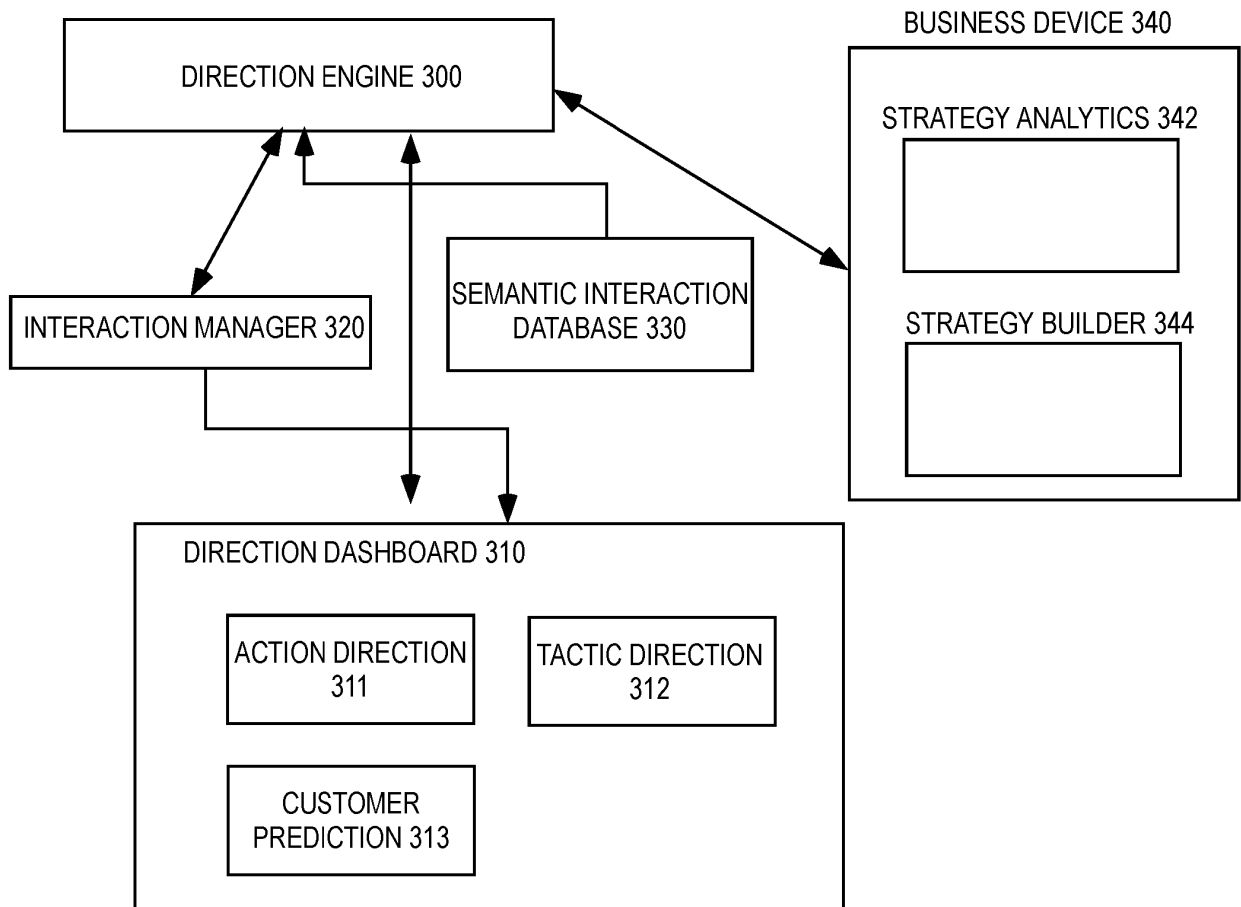 BUSINESS DEVICE 340
DIRECTION ENGINE 300
STRATEGY ANALYTICS 342
SEMANTIC INTERACTION
DATABASE 330
INTERACTION MANAGER 320
STRATEGY BUILDER 344
DIRECTION DASHBOARD 310
ACTION DIRECTION
311
TACTIC DIRECTION
312
CUSTOMER
PREDICTION 313